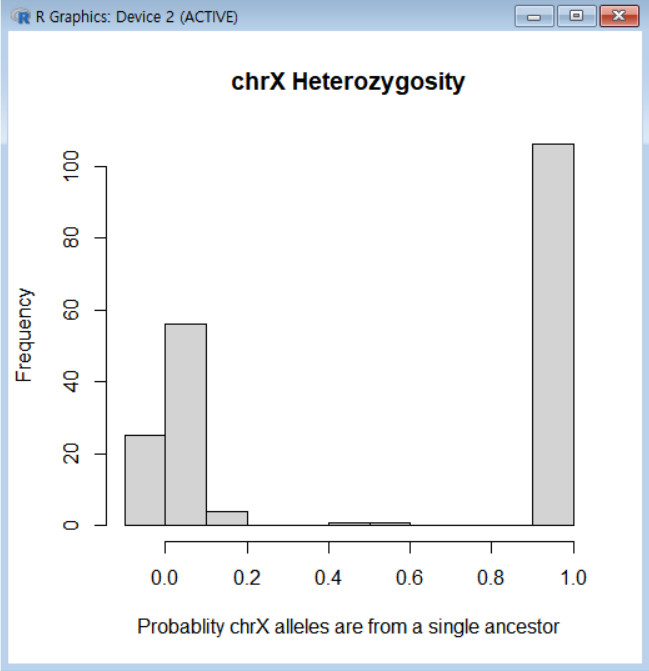 R Graphics: Device 2 (ACTIVE)
chrX Heterozygosity
Frequency
100
80
60
40
20
0
0.0 0.2 0.4 0.6 0.8 1.0
Probablity chrX alleles are from a single ancestor